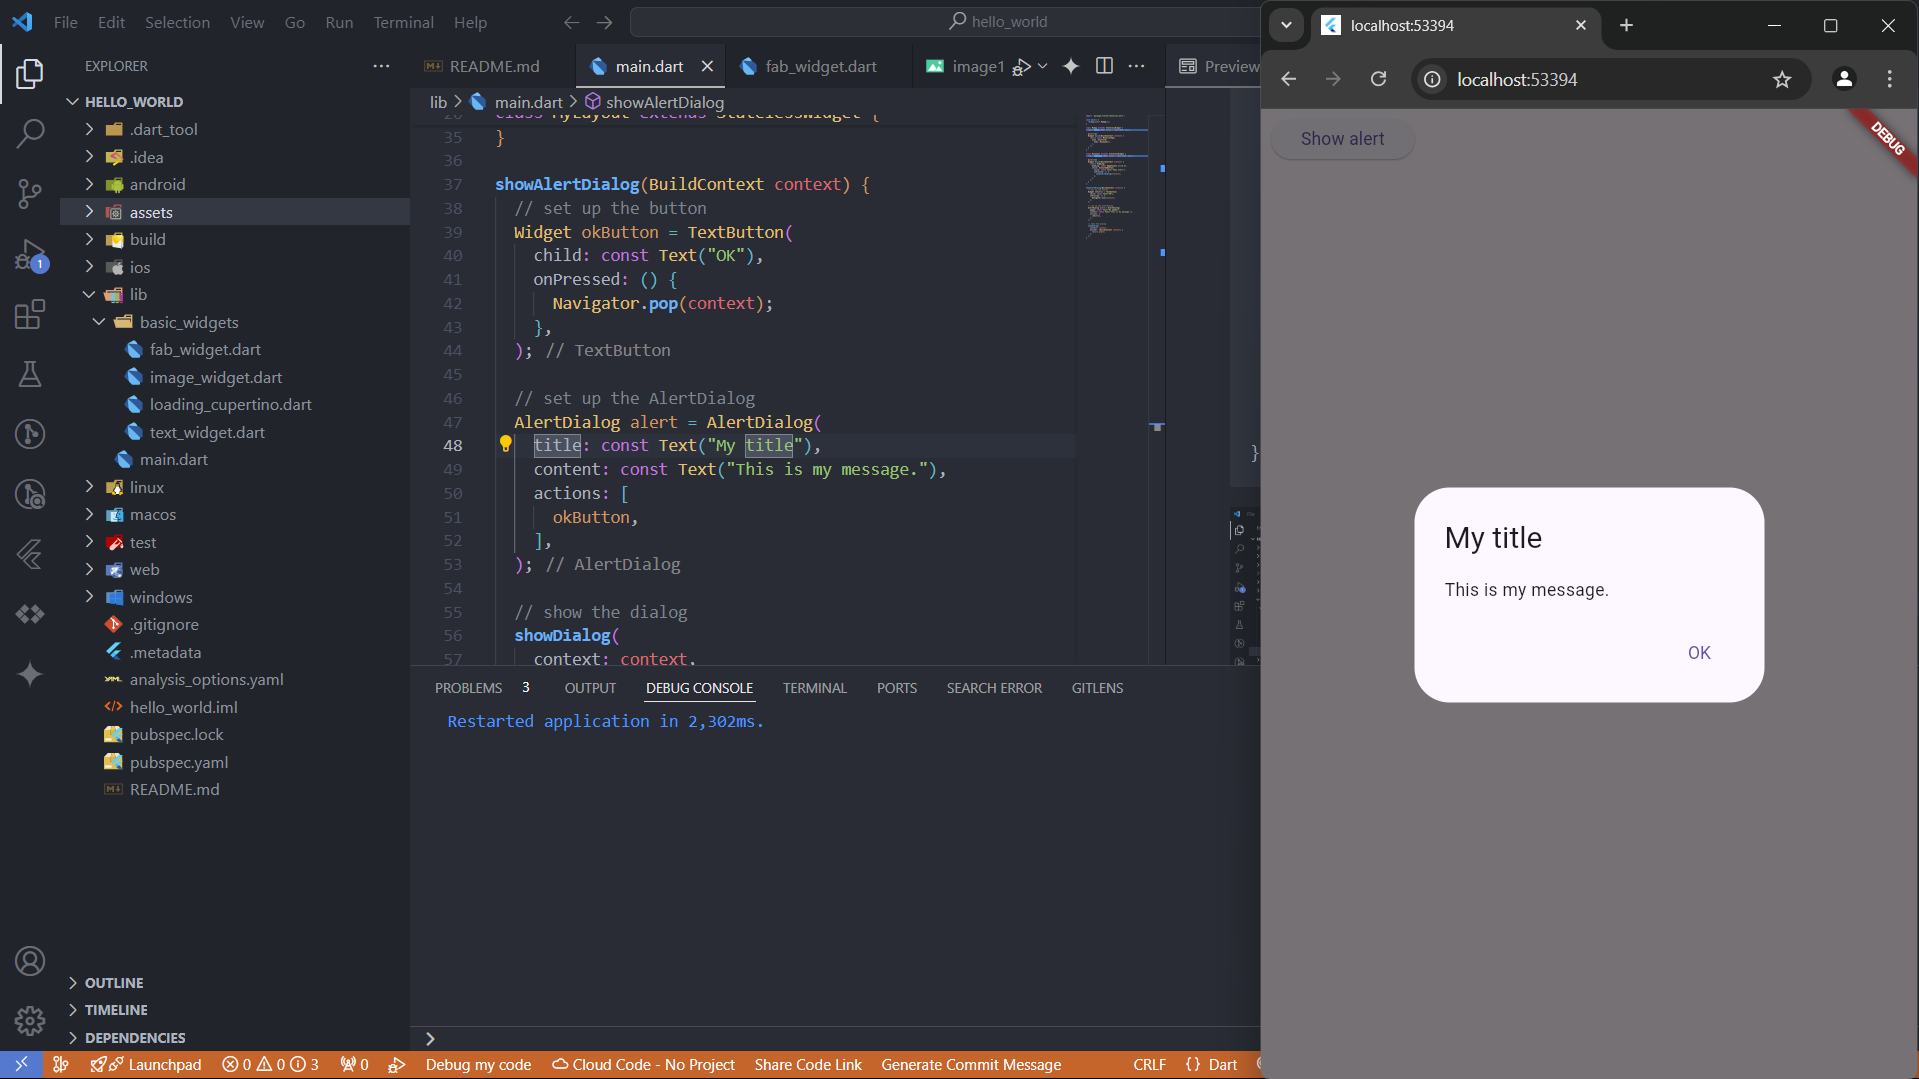 File Edit Selection View Go Run Terminal Help
hello_world
EXPLORER
HELLO_WORLD
.dart_tool
.idea
android
assets
build
ios
lib
basic_widgets
fab_widget.dart
image_widget.dart
loading_cupertino.dart
text_widget.dart
main.dart
linux
macos
test
web
windows
.gitignore
.metadata
analysis_options.yaml
hello_world.iml
pubspec.lock
pubspec.yaml
README.md
OUTLINE
TIMELINE
DEPENDENCIES
README.md main.dart fab_widget.dart image1 Preview
lib > main.dart > showAlertDialog
class MyLayout extends StatelessWidget {
35 }
36
37 showAlertDialog(BuildContext context) {
38 // set up the button
39 Widget okButton = TextButton(
40 child: const Text("OK"),
41 onPressed: () {
42 Navigator.pop(context);
43 },
44 ); // TextButton
45
46 // set up the AlertDialog
47 AlertDialog alert = AlertDialog(
48 title: const Text("My title"),
49 content: const Text("This is my message."),
50 actions: [
51 okButton,
52 ],
53 ); // AlertDialog
54
55 // show the dialog
56 showDialog(
57 context: context,
}
PROBLEMS 3 OUTPUT DEBUG CONSOLE TERMINAL PORTS SEARCH ERROR GITLENS
Restarted application in 2,302ms.
1
Launchpad 0 0 3 0 Debug my code Cloud Code - No Project Share Code Link Generate Commit Message CRLF {} Dart
localhost:53394
localhost:53394
Show alert
DEBUG
My title
This is my message.
OK